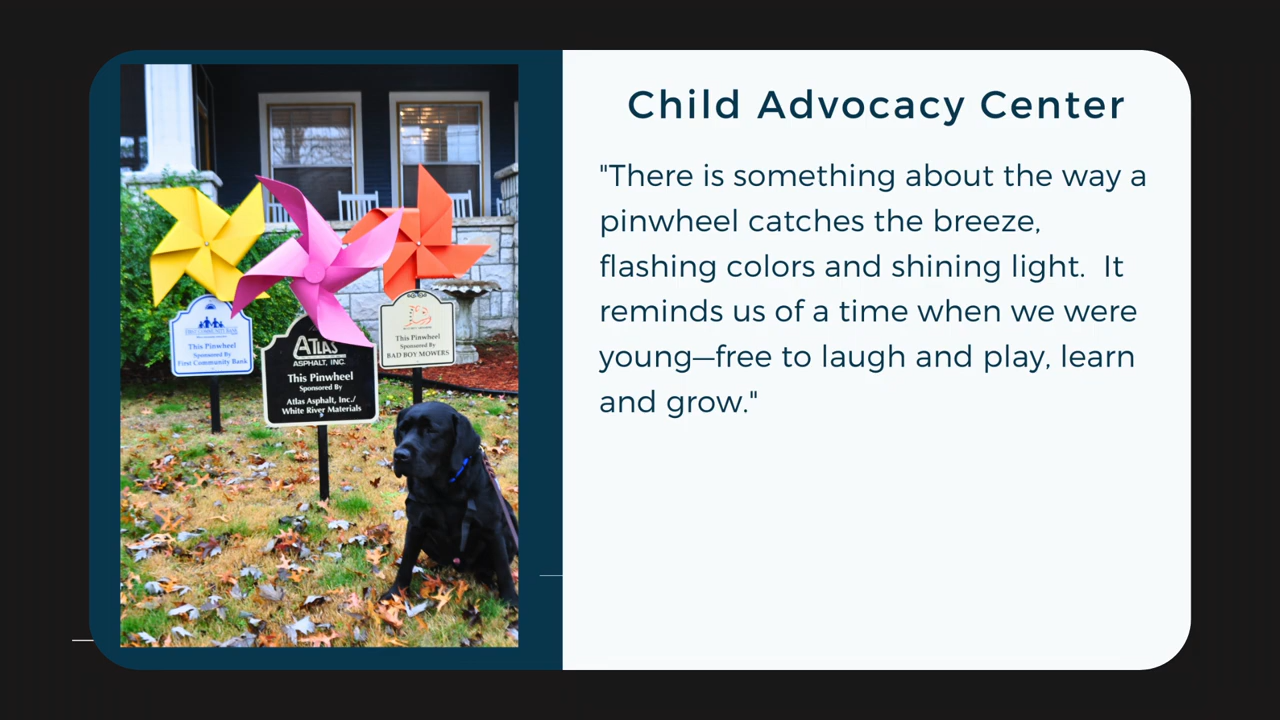 Child Advocacy Center
"There is something about the way a
pinwheel catches the breeze,
flashing colors and shining light.  It
reminds us of a time when we were
young—free to laugh and play, learn
and grow."
FIRST COMMUNITY BANK
This Pinwheel
Sponsored By
First Community Bank
ATLAS
ASPHALT, INC.
This Pinwheel
Sponsored By
Atlas Asphalt, Inc./
White River Materials
This Pinwheel
Sponsored By
BAD BOY MOWERS